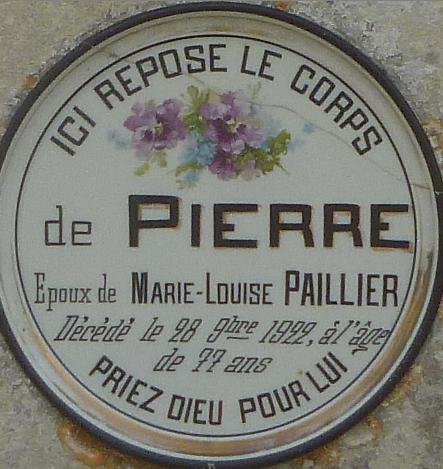 ICI REPOSE LE CORPS
de PIERRE
Epoux de MARIE-LOUISE PAILLIER
Décédé le 28 9bre 1922, à l'âge
de 77 ans
PRIEZ DIEU POUR LUI